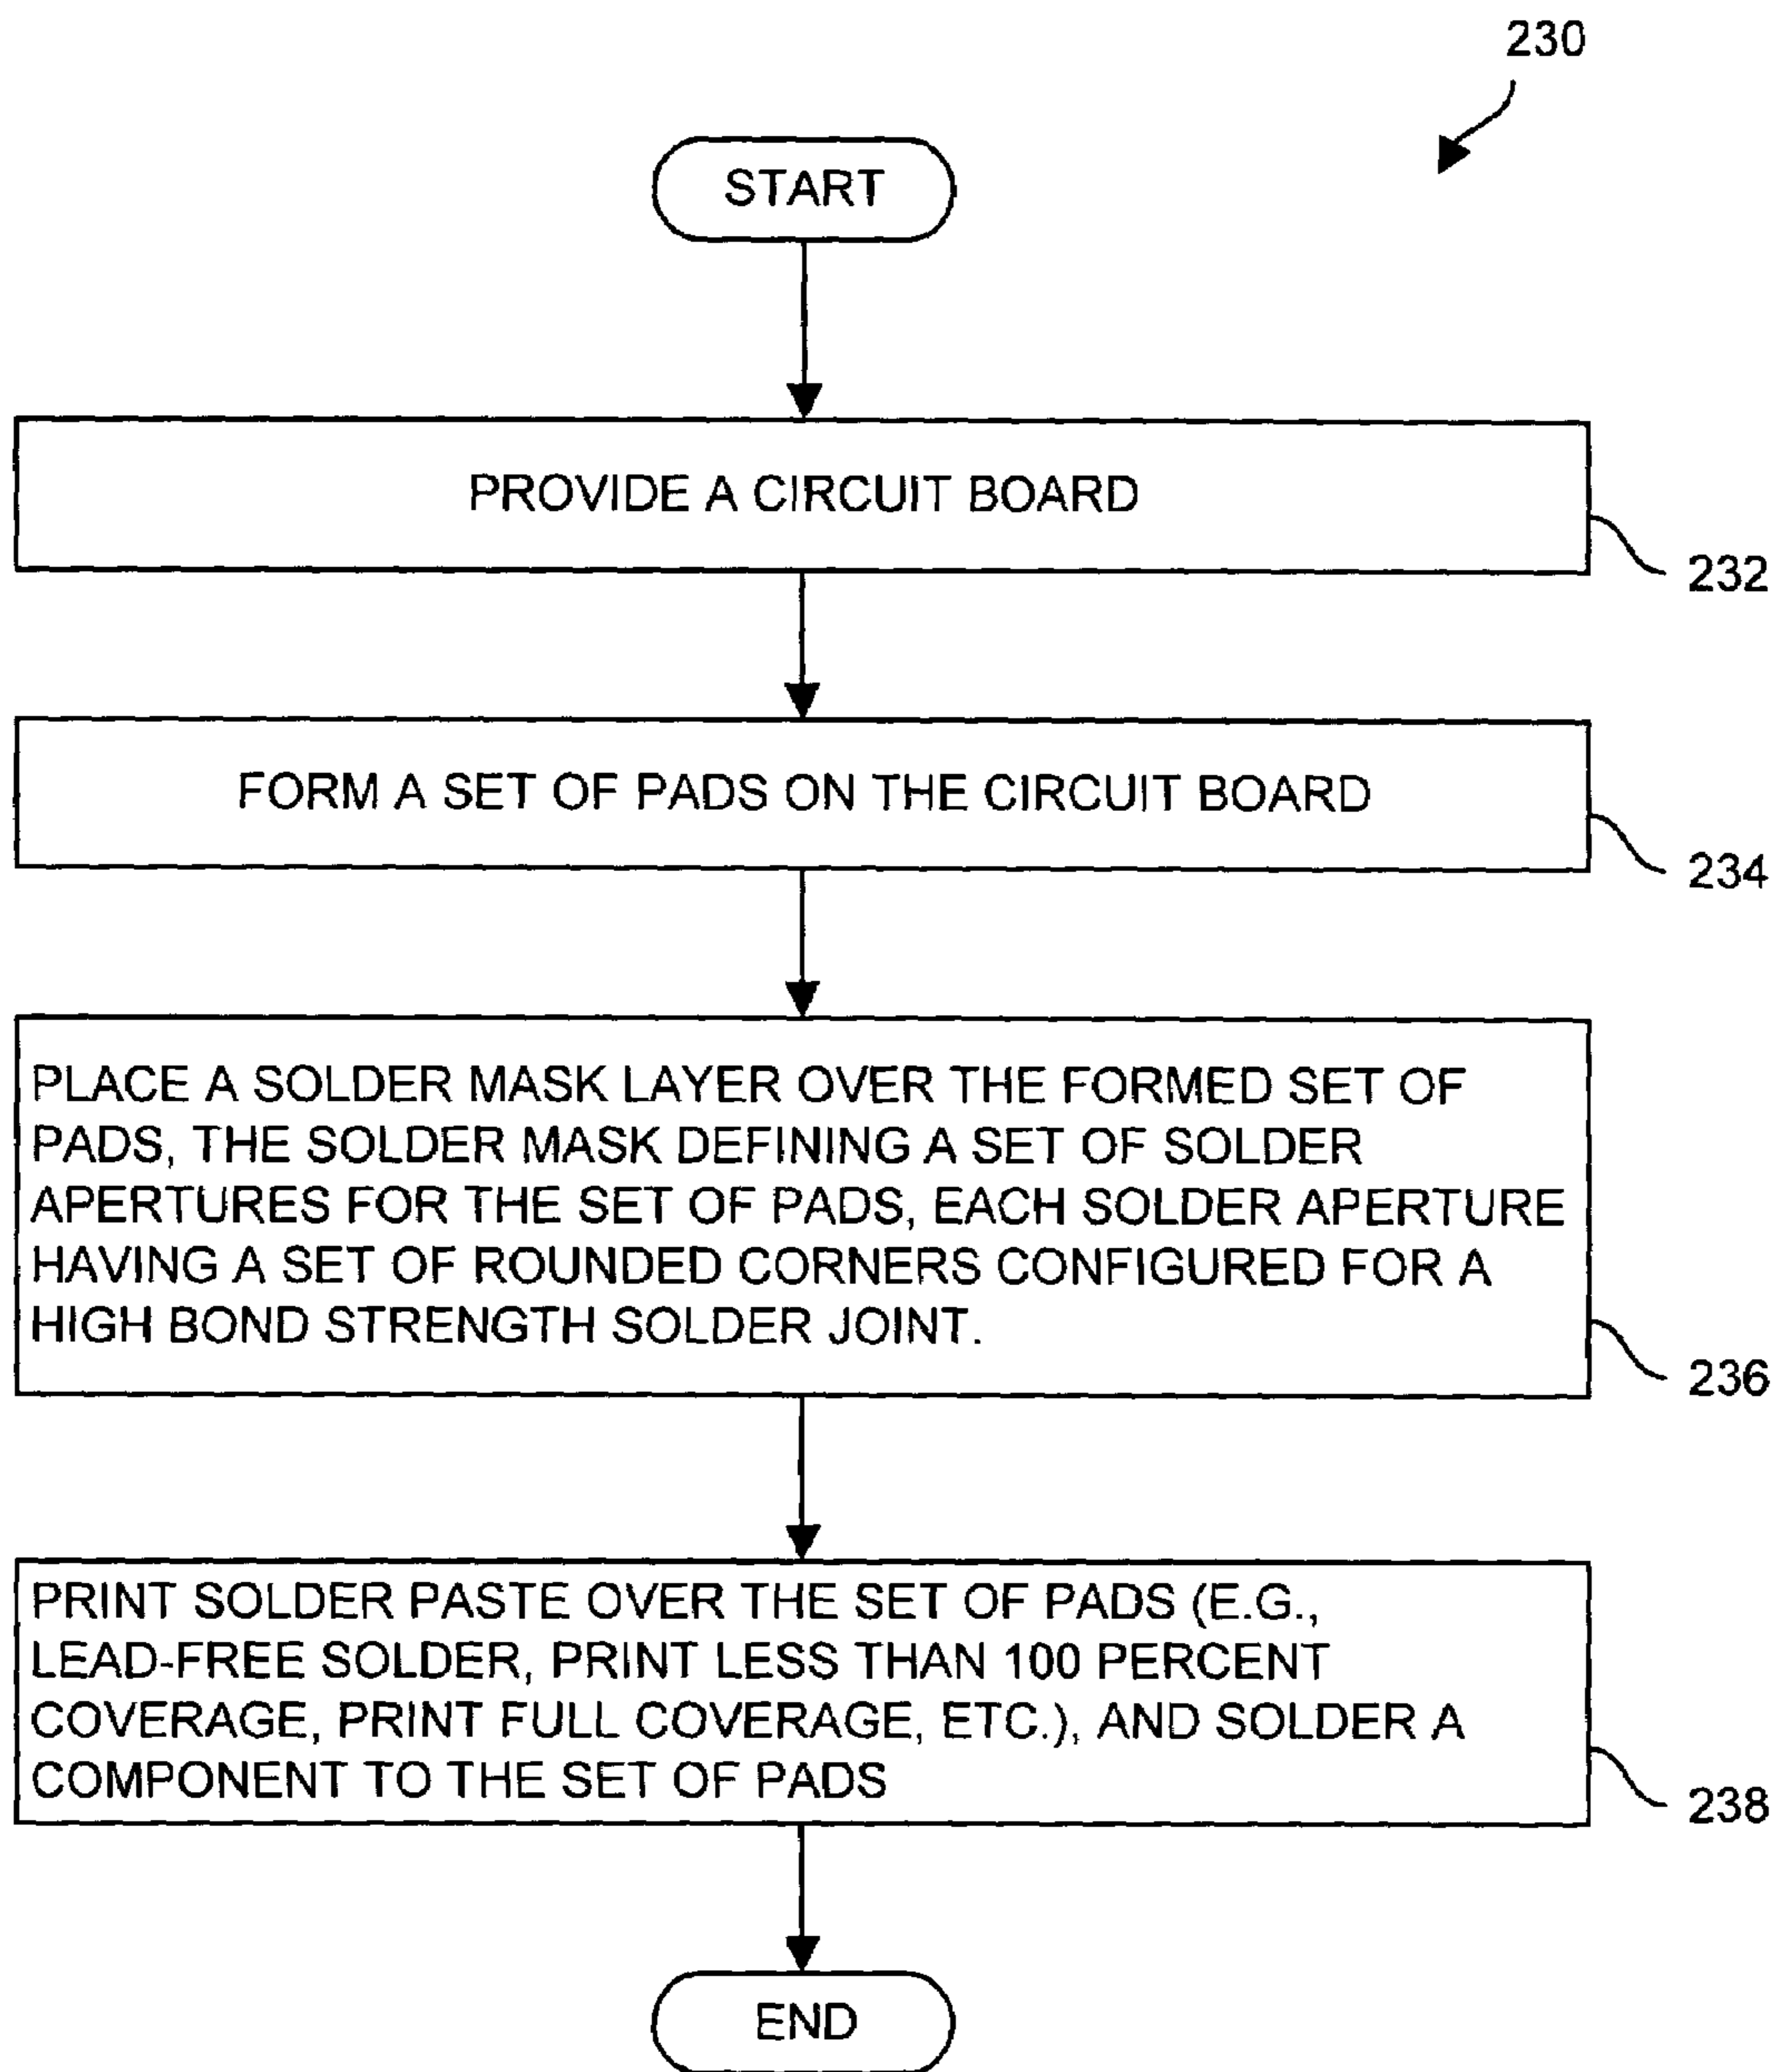 230
START
PROVIDE A CIRCUIT BOARD
232
FORM A SET OF PADS ON THE CIRCUIT BOARD
234
PLACE A SOLDER MASK LAYER OVER THE FORMED SET OF
PADS, THE SOLDER MASK DEFINING A SET OF SOLDER
APERTURES FOR THE SET OF PADS, EACH SOLDER APERTURE
HAVING A SET OF ROUNDED CORNERS CONFIGURED FOR A
HIGH BOND STRENGTH SOLDER JOINT.
236
PRINT SOLDER PASTE OVER THE SET OF PADS (E.G.,
LEAD-FREE SOLDER, PRINT LESS THAN 100 PERCENT
COVERAGE, PRINT FULL COVERAGE, ETC.), AND SOLDER A
COMPONENT TO THE SET OF PADS
238
END